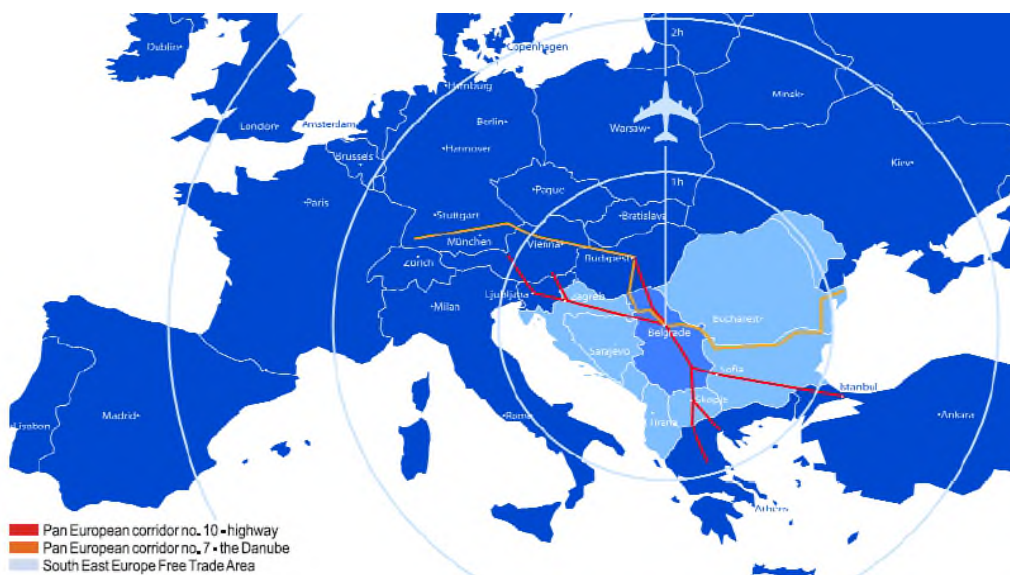 2h
Dublin
Copenhagen
Hamburg
Minsk
London
Amsterdam
Berlin
Warsaw
Hannover
Brussels
Kiev
1h
Pague
Paris
Stuttgart
Bratislava
München
Vienna
Budapest
Zürich
Ljubljana
Zagreb
Milan
Bucharest
Belgrade
Sarajevo
Sofia
Istanbul
Skopje
Madrid
Roma
Tirana
Ankara
Lisabon
Athens
Pan European corridor no. 10 - highway
Pan European corridor no. 7 - the Danube
South East Europe Free Trade Area